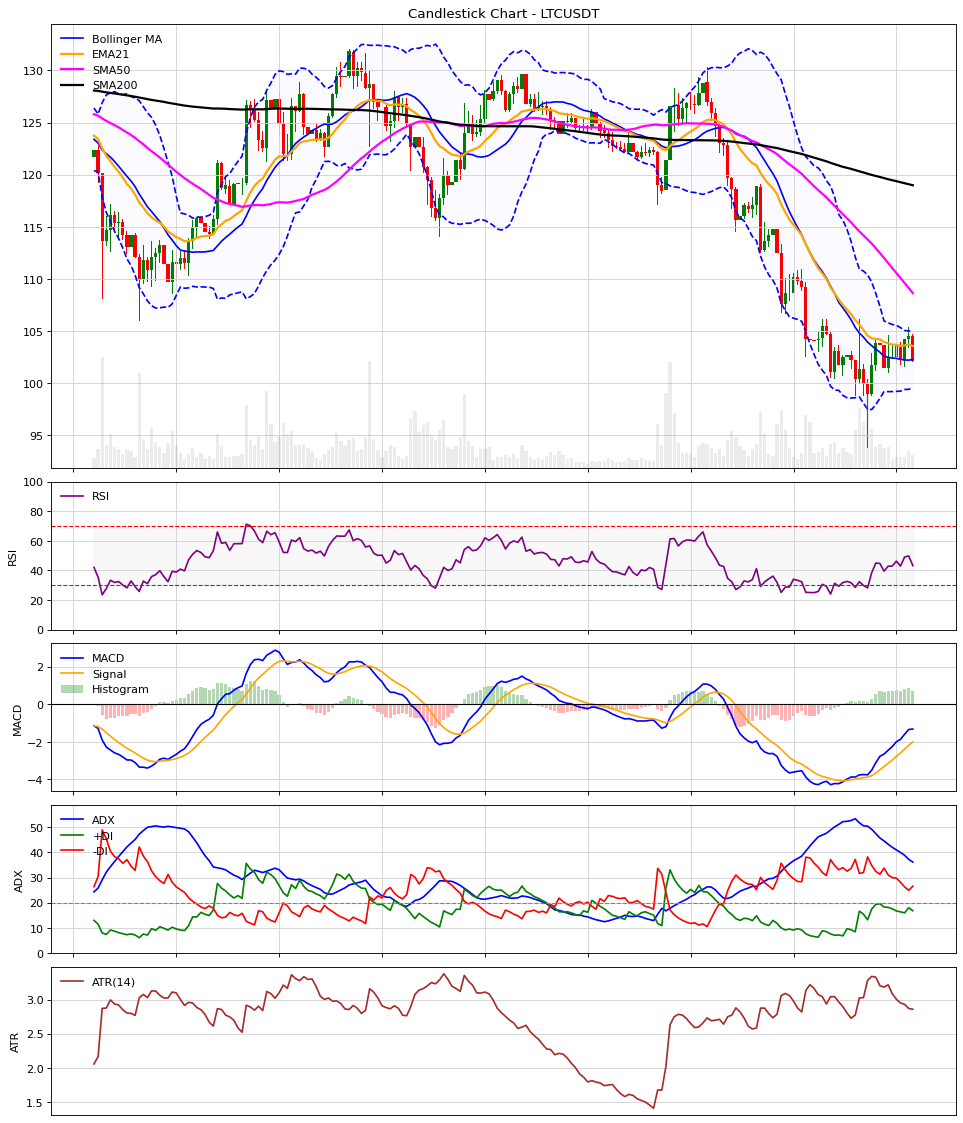 Candlestick Chart - LTCUSDT
Bollinger MA
EMA21
SMA50
SMA200
130
125
120
115
110
105
100
95
RSI
100
80
60
40
20
0
RSI
MACD
Signal
Histogram
2
0
−2
−4
MACD
ADX
+DI
-DI
50
40
30
20
10
0
ADX
ATR(14)
3.0
2.5
2.0
1.5
ATR